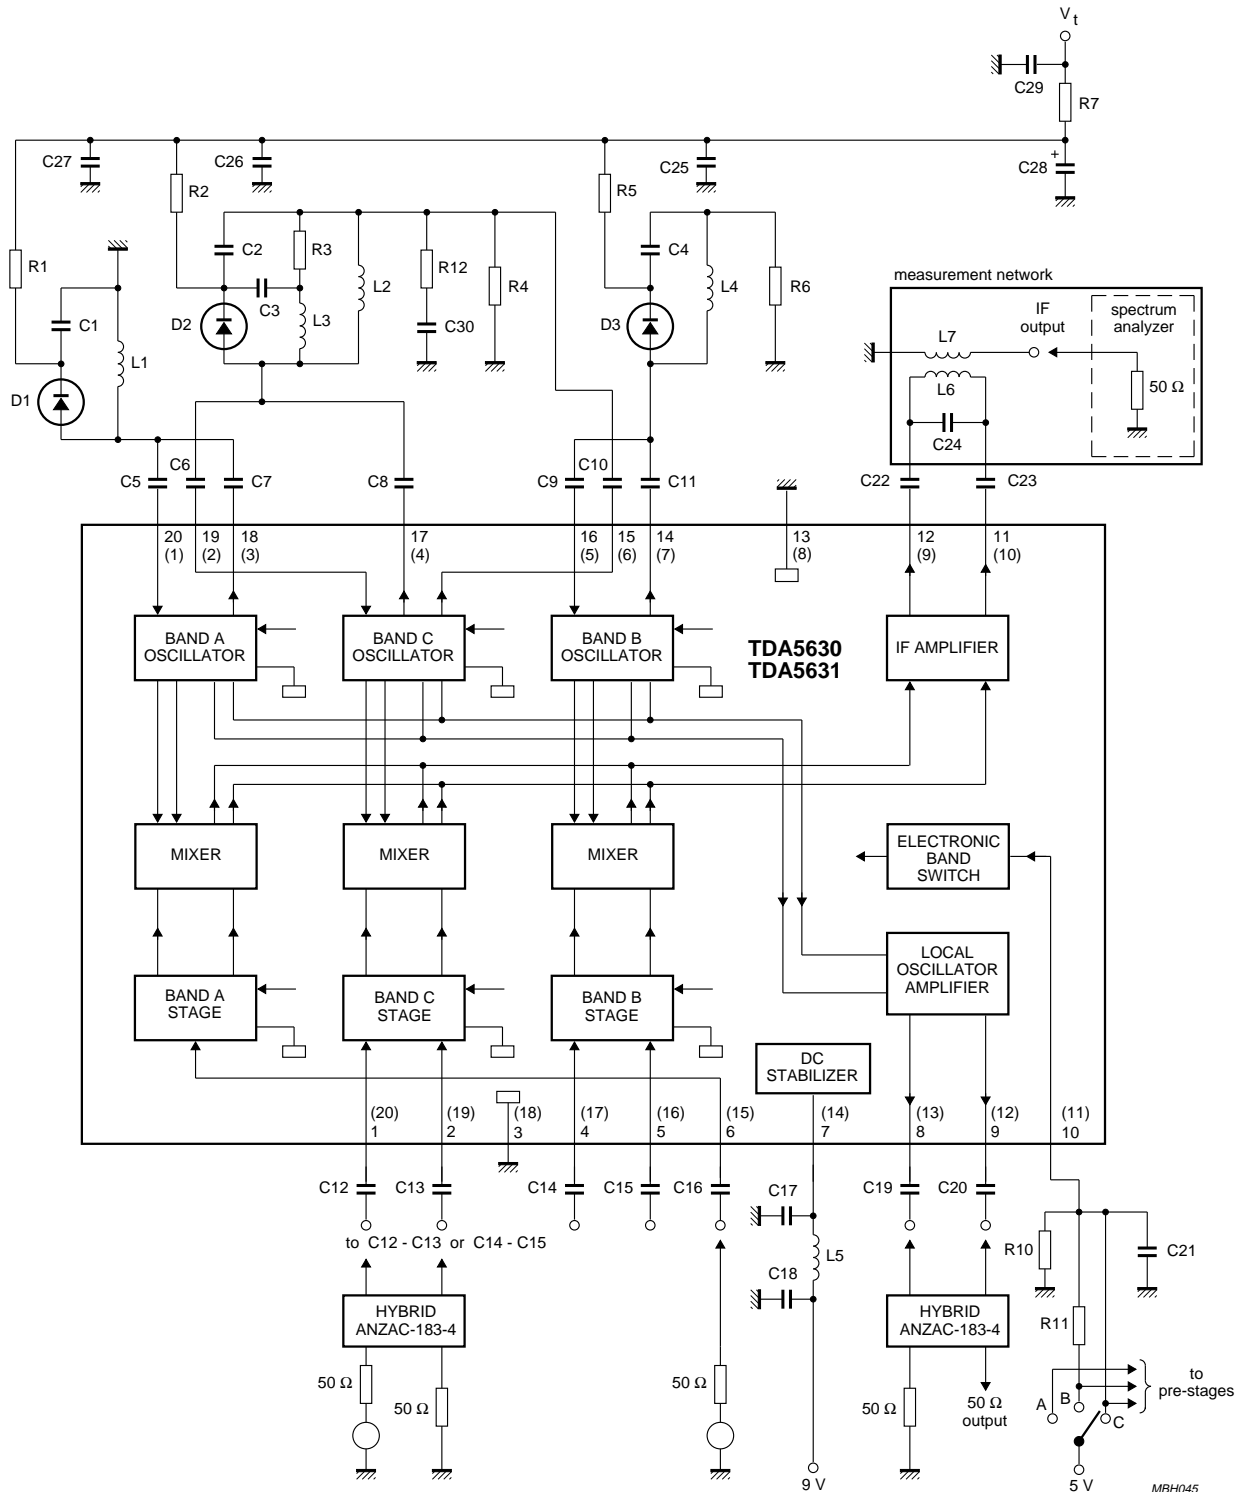 V t
C29
R7
C27
R2
C26
R5
C25
+
C28
R1
C2
R3
L2
R12
R4
C4
L4
R6
C1
L1
D2
C3
L3
C30
D3
D1
measurement network
L7
IF
output
spectrum
analyzer
L6
50 Ω
C24
C5
C6
C7
C8
C9
C10
C11
C22
C23
20
(1)
19
(2)
18
(3)
17
(4)
16
(5)
15
(6)
14
(7)
13
(8)
12
(9)
11
(10)
BAND A
OSCILLATOR
BAND C
OSCILLATOR
BAND B
OSCILLATOR
TDA5630
TDA5631
IF AMPLIFIER
MIXER
MIXER
MIXER
ELECTRONIC
BAND
SWITCH
BAND A
STAGE
BAND C
STAGE
BAND B
STAGE
LOCAL
OSCILLATOR
AMPLIFIER
DC
STABILIZER
(20)
1
(19)
2
(18)
3
(17)
4
(16)
5
(15)
6
(14)
7
(13)
8
(12)
9
(11)
10
C12
C13
C14
C15
C16
C17
C19
C20
to C12 - C13 or C14 - C15
L5
C18
R10
C21
HYBRID
ANZAC-183-4
HYBRID
ANZAC-183-4
R11
50 Ω
50 Ω
50 Ω
50 Ω
50 Ω
output
A
B
C
to
pre-stages
9 V
5 V
MBH045